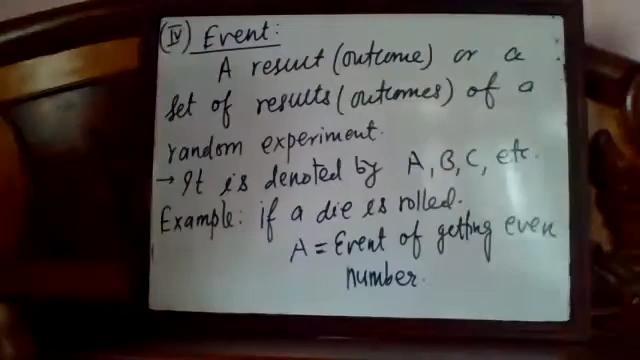 (IV) Event:
A result (outcome) or a
set of results (outcomes) of a
random experiment.
→ It is denoted by A, B, C, etc.
Example: if a die is rolled.
A = Event of getting even
number.